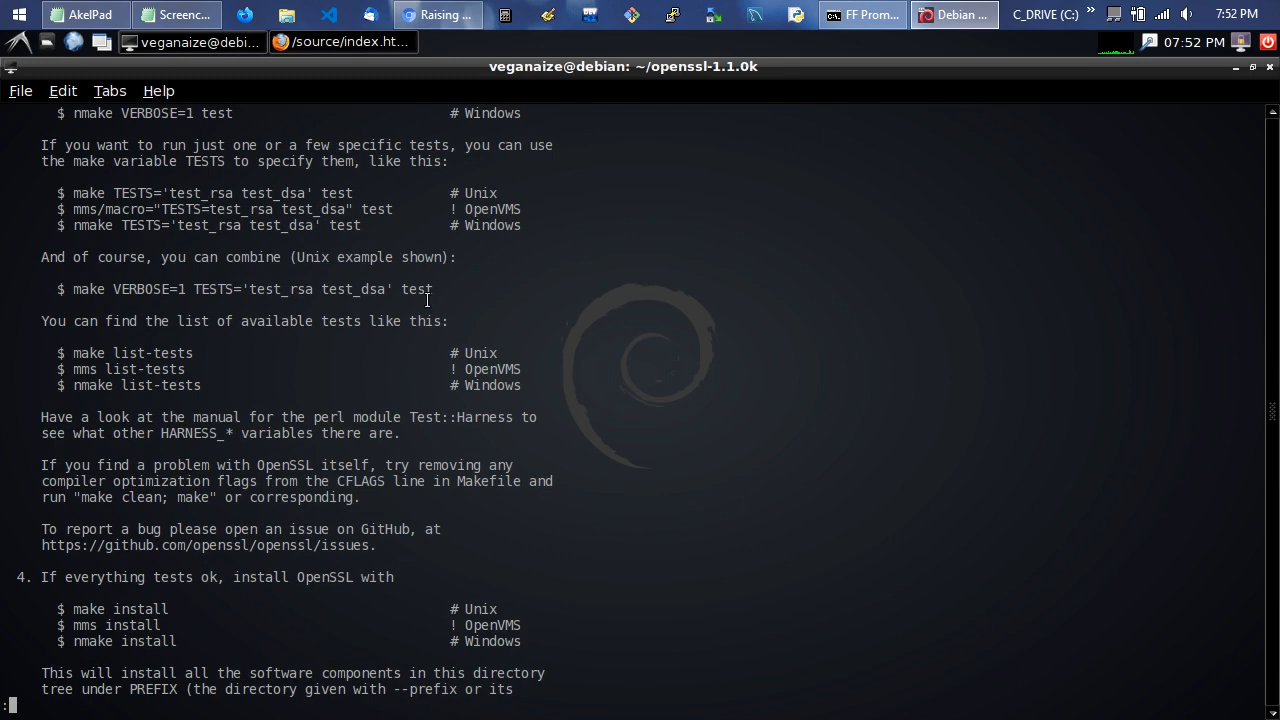 AkelPad
Screenc...
Raising ...
FF Prom...
Debian ...
C_DRIVE (C:)
»
7:52 PM
veganaize@debi...
/source/index.ht...
07:52 PM
veganaize@debian: ~/openssl-1.1.0k
File Edit Tabs Help
$ nmake VERBOSE=1 test # Windows
If you want to run just one or a few specific tests, you can use
the make variable TESTS to specify them, like this:
$ make TESTS='test_rsa test_dsa' test # Unix
$ mms/macro="TESTS=test_rsa test_dsa" test ! OpenVMS
$ nmake TESTS='test_rsa test_dsa' test # Windows
And of course, you can combine (Unix example shown):
$ make VERBOSE=1 TESTS='test_rsa test_dsa' test
You can find the list of available tests like this:
$ make list-tests # Unix
$ mms list-tests ! OpenVMS
$ nmake list-tests # Windows
Have a look at the manual for the perl module Test::Harness to
see what other HARNESS_* variables there are.
If you find a problem with OpenSSL itself, try removing any
compiler optimization flags from the CFLAGS line in Makefile and
run "make clean; make" or corresponding.
To report a bug please open an issue on GitHub, at
https://github.com/openssl/openssl/issues.
4. If everything tests ok, install OpenSSL with
$ make install # Unix
$ mms install ! OpenVMS
$ nmake install # Windows
This will install all the software components in this directory
tree under PREFIX (the directory given with --prefix or its
: